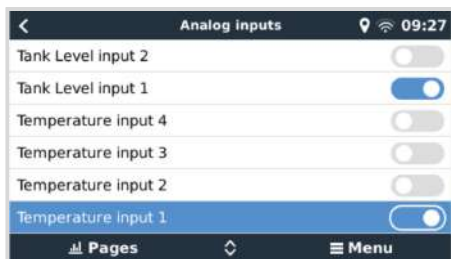 Analog inputs 09:27
Tank Level input 2
Tank Level input 1
Temperature input 4
Temperature input 3
Temperature input 2
Temperature input 1
Pages Menu